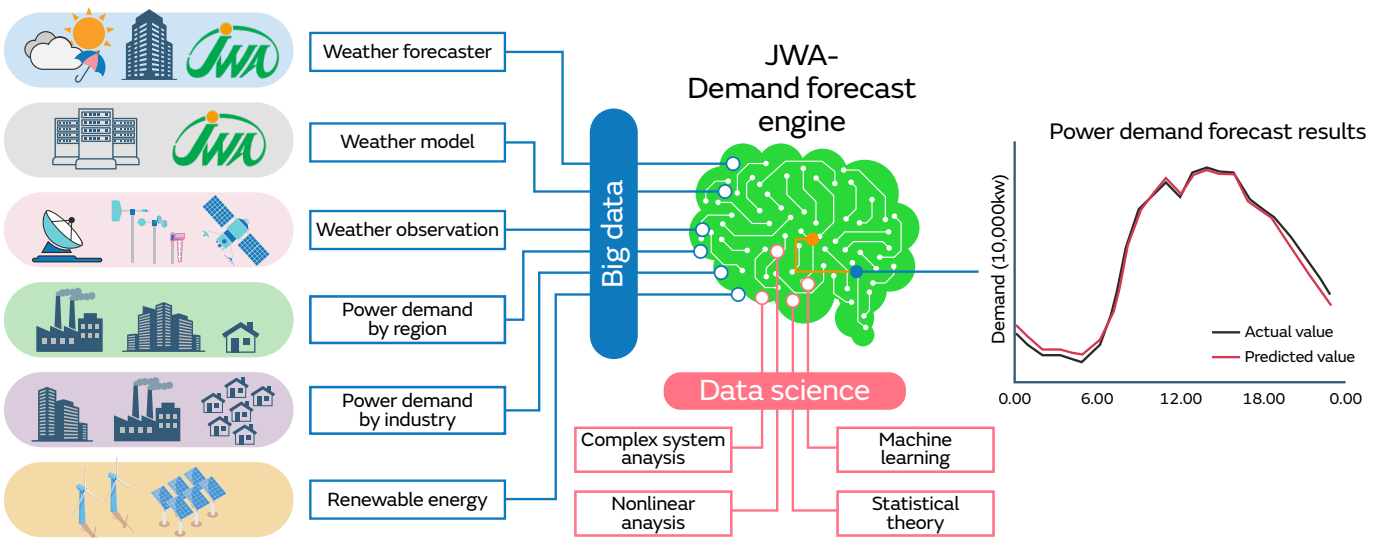 JWA
Weather forecaster
JWA
Weather model
Weather observation
Power demand
by region
Power demand
by industry
Renewable energy
Big data
JWA-
Demand forecast
engine
Data science
Complex system
anaysis
Machine
learning
Nonlinear
anaysis
Statistical
theory
Power demand forecast results
Demand (10,000kw)
Actual value
Predicted value
0.00 6.00 12.00 18.00 0.00